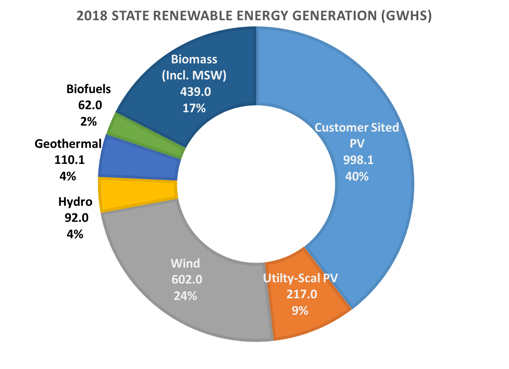 2018 STATE RENEWABLE ENERGY GENERATION (GWHS)
Biomass
(Incl. MSW)
439.0
17%
Biofuels
62.0
2%
Geothermal
110.1
4%
Hydro
92.0
4%
Wind
602.0
24%
Utilty-Scal PV
217.0
9%
Customer Sited
PV
998.1
40%